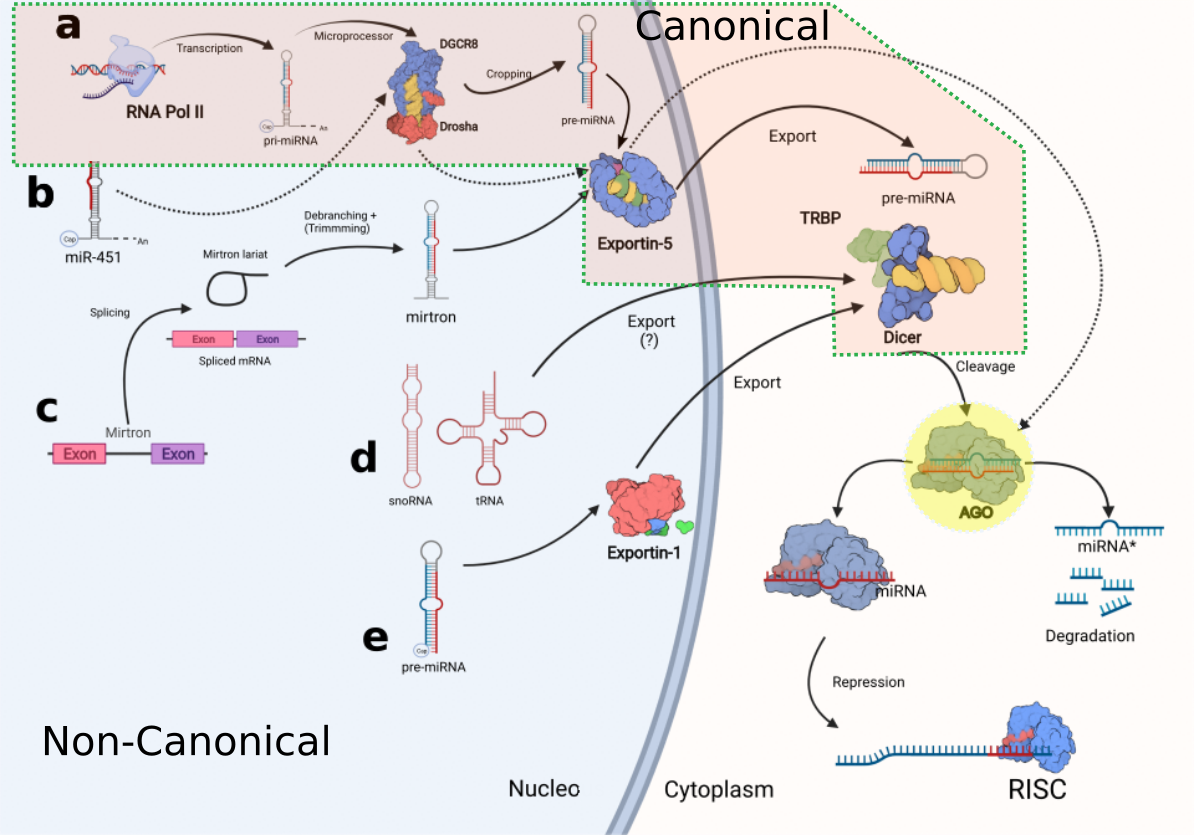 a
Canonical
Transcription
Microprocessor
DGCR8
Cropping
RNA Pol II
Cap
An
pri-miRNA
Drosha
pre-miRNA
Export
pre-miRNA
b
Cap
An
miR-451
Debranching +
(Trimmming)
Mirtron lariat
Exportin-5
TRBP
Splicing
mirtron
Exon
Exon
Spliced mRNA
Export
(?)
Dicer
Cleavage
Export
c
Mirtron
Exon
Exon
d
snoRNA
tRNA
AGO
Exportin-1
miRNA*
miRNA
Degradation
e
Cap
pre-miRNA
Repression
Non-Canonical
Nucleo
Cytoplasm
RISC